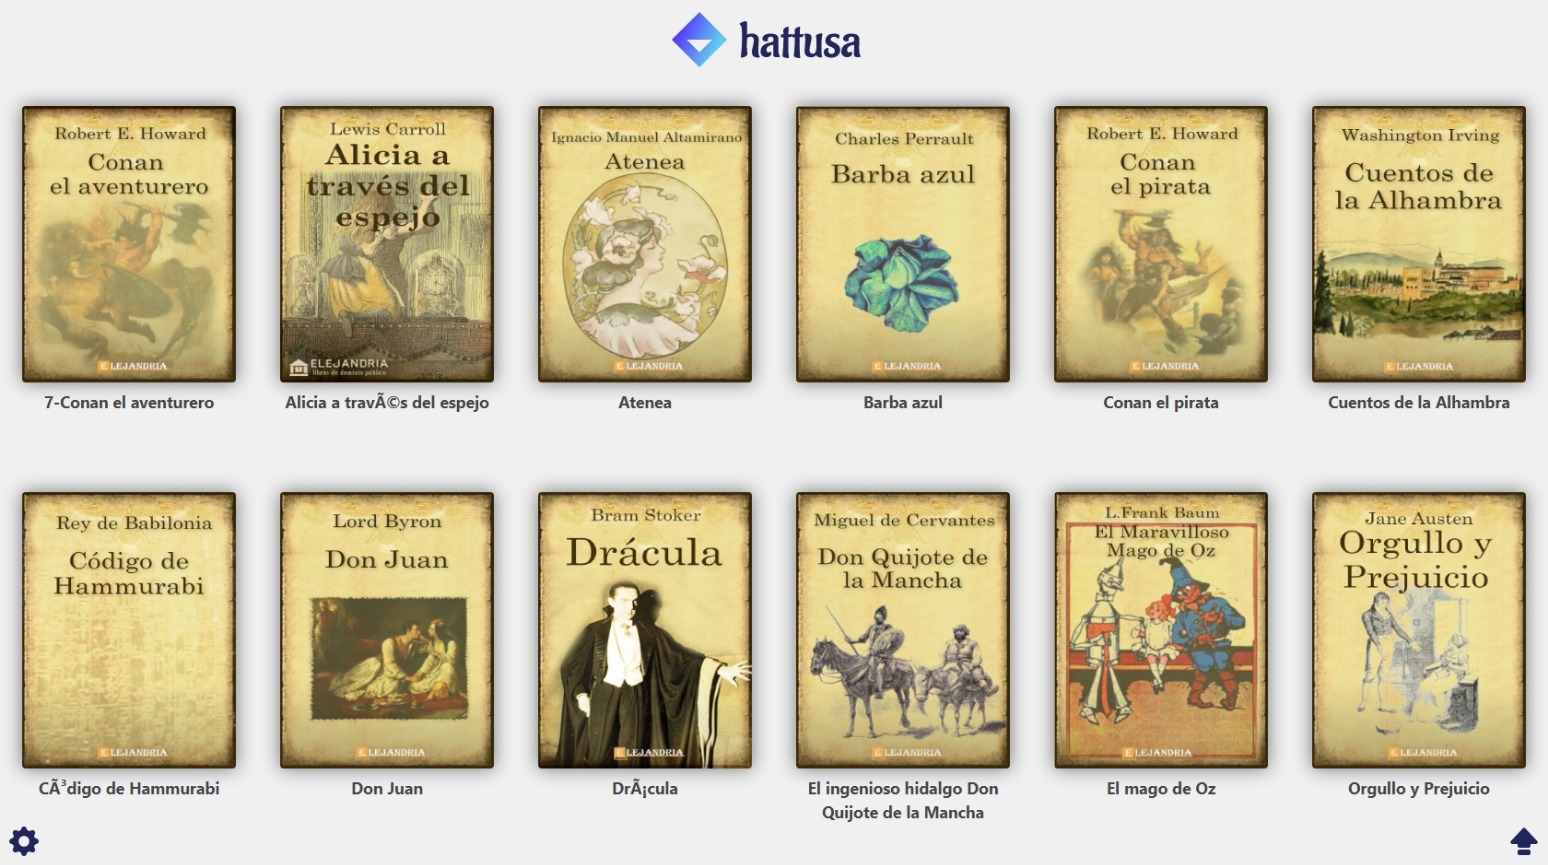 hattusa
Robert E. Howard
Conan
el aventurero
ELEJANDRIA
7-Conan el aventurero
Lewis Carroll
Alicia a
través del
espejo
ELEJANDRIA
libros de dominio público
Alicia a travÃ©s del espejo
Ignacio Manuel Altamirano
Atenea
ELEJANDRIA
Atenea
Charles Perrault
Barba azul
ELEJANDRIA
Barba azul
Robert E. Howard
Conan
el pirata
ELEJANDRIA
Conan el pirata
Washington Irving
Cuentos de
la Alhambra
ELEJANDRIA
Cuentos de la Alhambra
Rey de Babilonia
Código de
Hammurabi
ELEJANDRIA
CÃ³digo de Hammurabi
Lord Byron
Don Juan
ELEJANDRIA
Don Juan
Bram Stoker
Drácula
ELEJANDRIA
DrÃ¡cula
Miguel de Cervantes
Don Quijote de
la Mancha
ELEJANDRIA
El ingenioso hidalgo Don
Quijote de la Mancha
L.Frank Baum
El Maravilloso
Mago de Oz
ELEJANDRIA
El mago de Oz
Jane Austen
Orgullo y
Prejuicio
ELEJANDRIA
Orgullo y Prejuicio